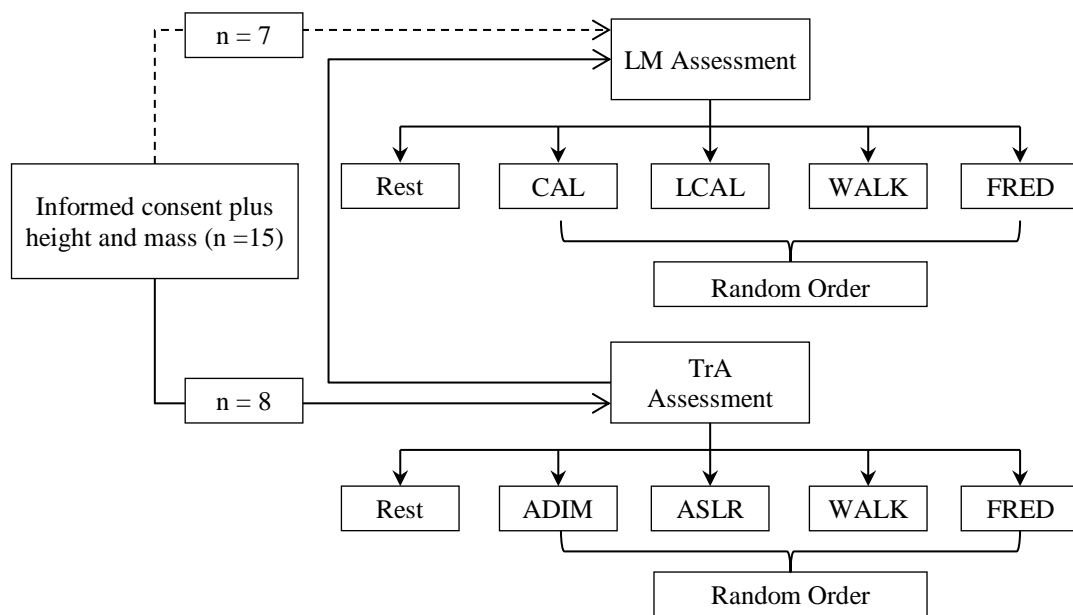 n = 7
LM Assessment
Rest
CAL
LCAL
WALK
FRED
Informed consent plus
height and mass (n =15)
Random Order
TrA
Assessment
n = 8
Rest
ADIM
ASLR
WALK
FRED
Random Order